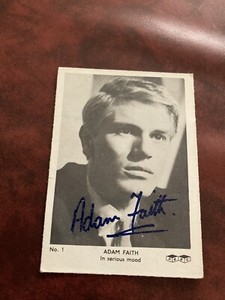 Adam Faith.
No. 1
ADAM FAITH
In serious mood